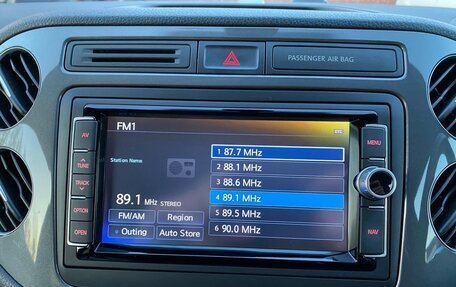 PASSENGER AIR BAG
FM1
AV
TUNE
TRACK
OPTION
OPEN
Station Name
89.1 MHz STEREO
FM/AM
Region
Outing
Auto Store
1 87.7 MHz
2 88.1 MHz
3 88.6 MHz
4 89.1 MHz
5 89.5 MHz
6 90.0 MHz
MENU
NAV